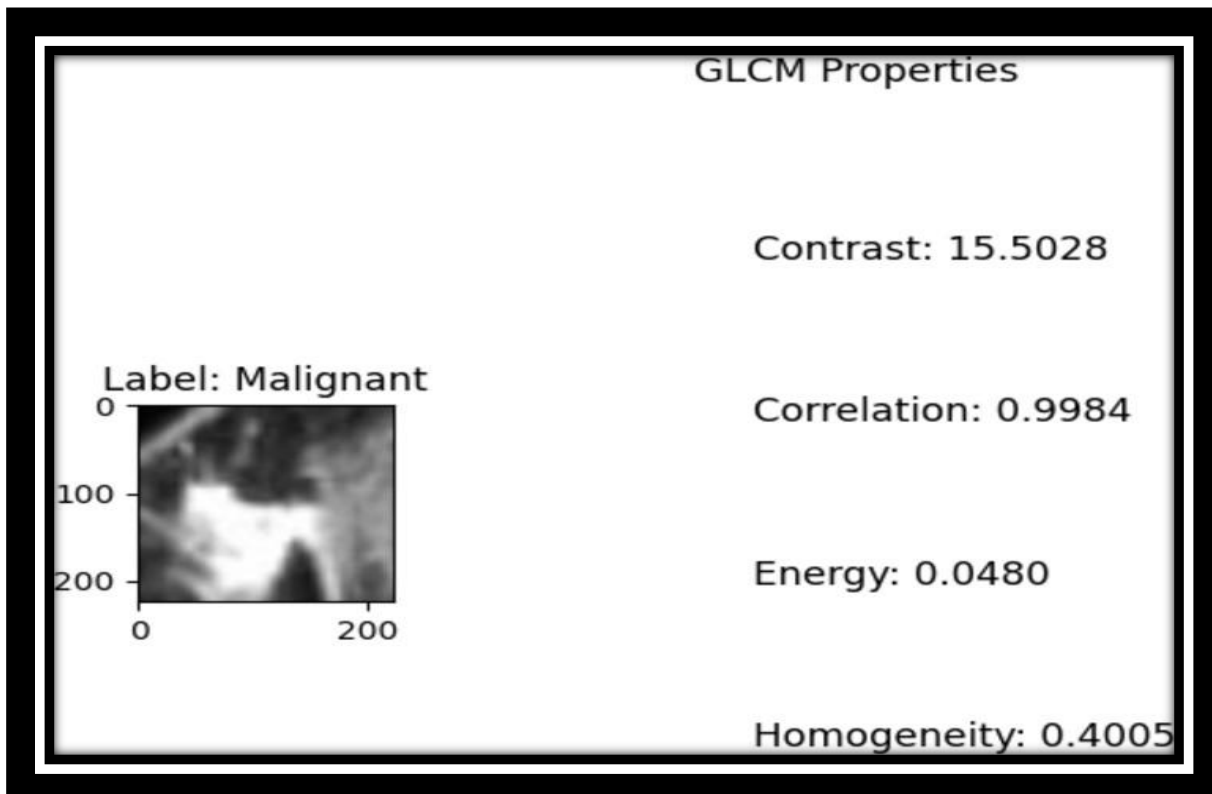 GLCM Properties
Contrast: 15.5028
Label: Malignant
0
Correlation: 0.9984
100
Energy: 0.0480
200
0 200
Homogeneity: 0.4005